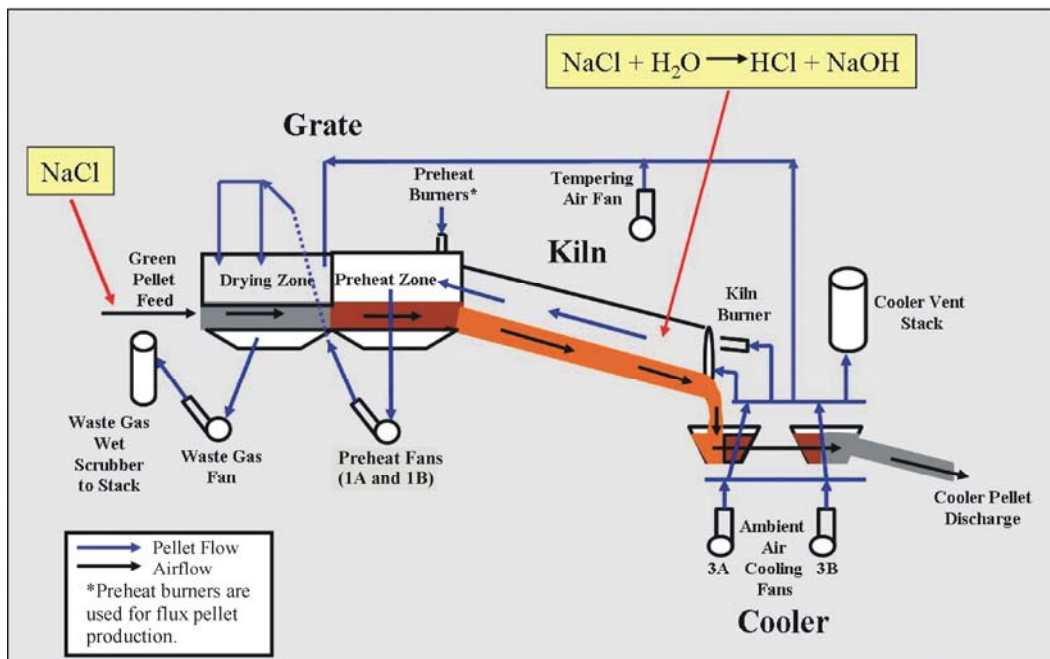 NaCl + H₂O → HCl + NaOH
Grate
NaCl
Preheat
Burners*
Tempering
Air Fan
Green
Pellet
Feed
Kiln
Drying Zone
Preheat Zone
Kiln
Burner
Cooler Vent
Stack
Waste Gas
Wet
Scrubber
to Stack
Waste Gas
Fan
Preheat Fans
(1A and 1B)
Cooler Pellet
Discharge
3A
Ambient
Air
Cooling
Fans
3B
Cooler
Pellet Flow
Airflow
*Preheat burners are
used for flux pellet
production.